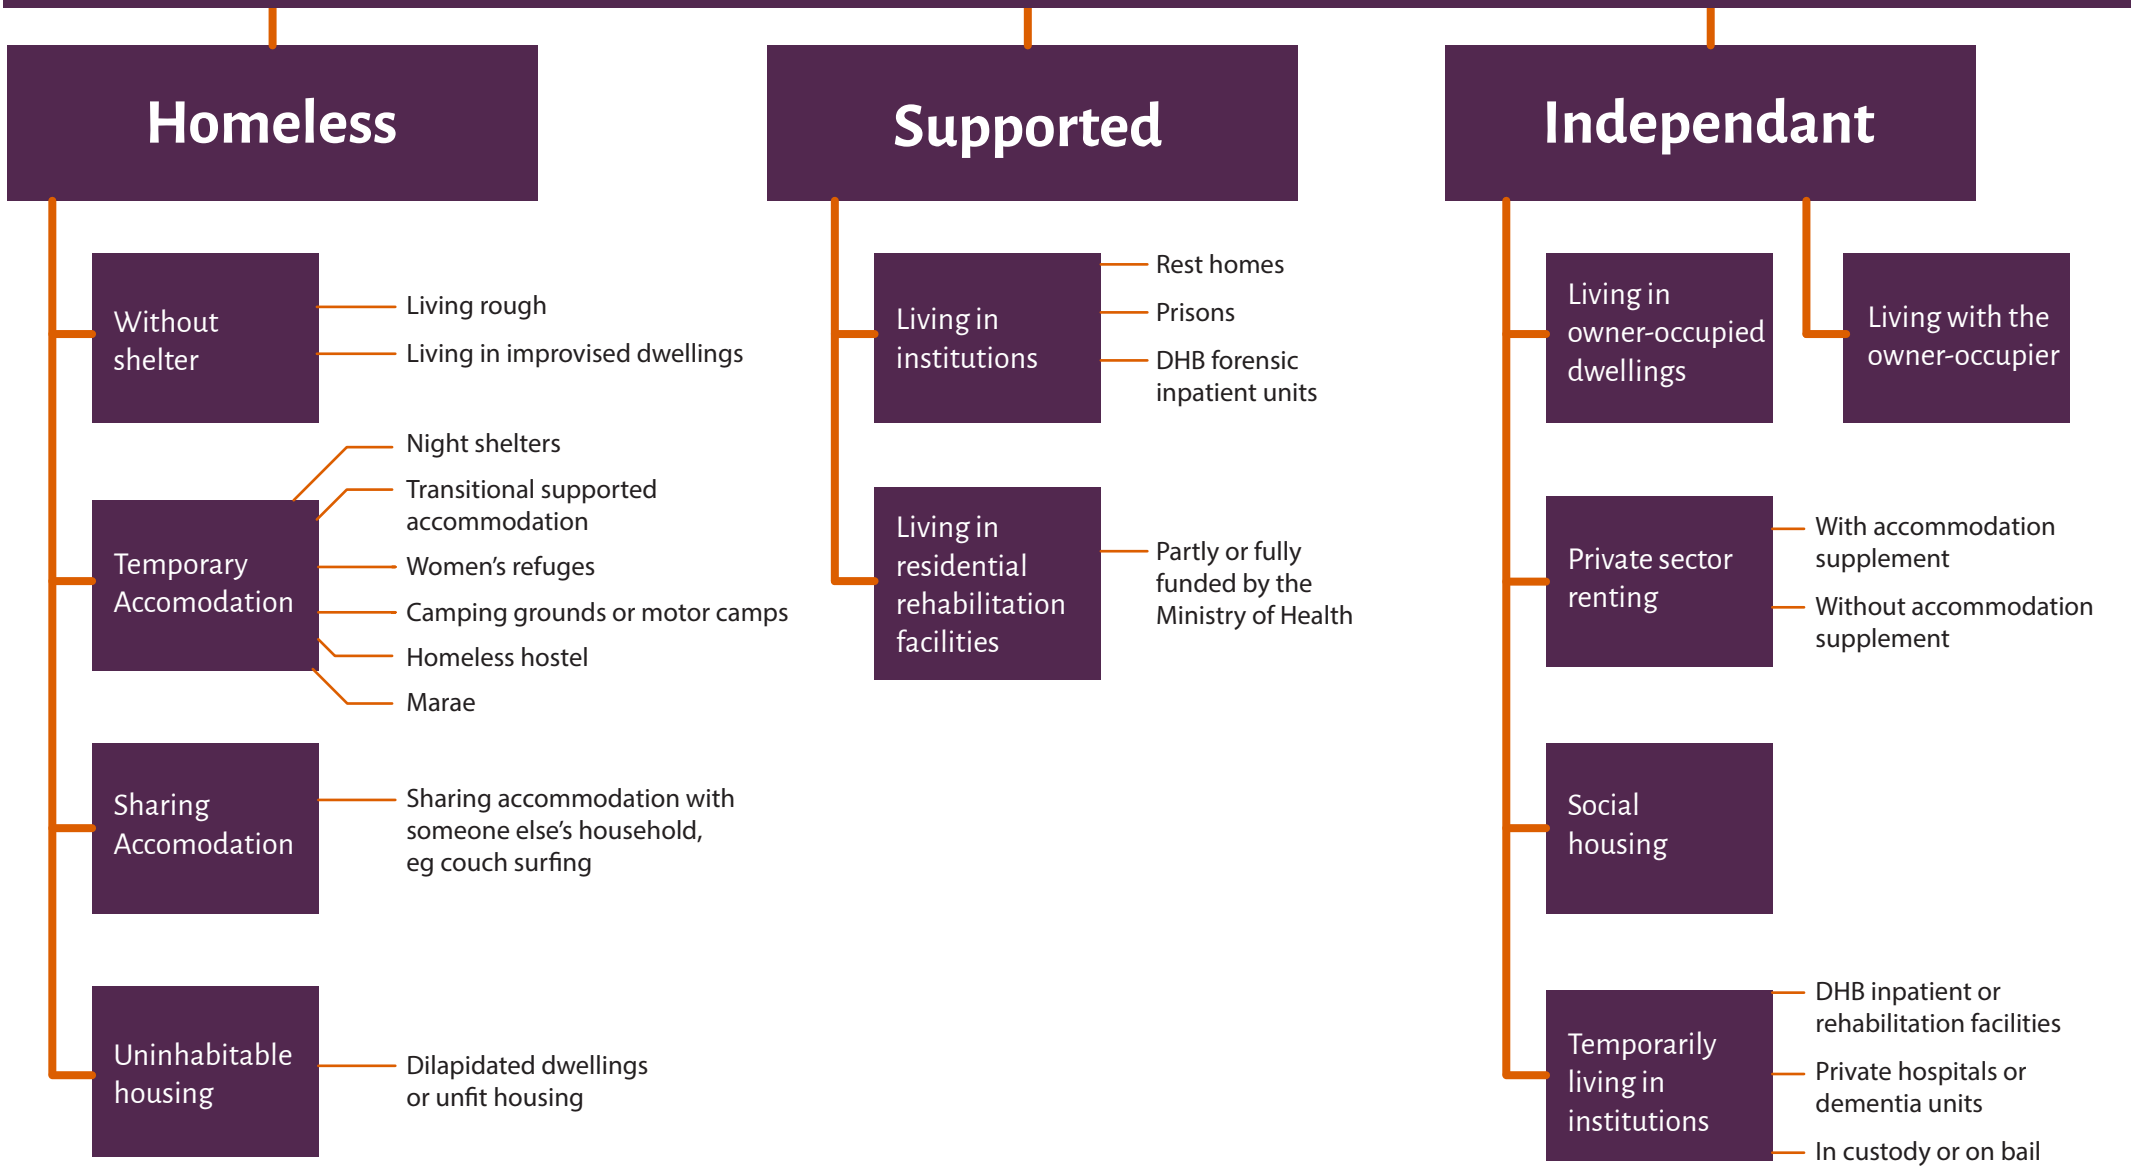 Homeless
Without
shelter
Living rough
Living in improvised dwellings
Temporary
Accomodation
Night shelters
Transitional supported
accommodation
Women's refuges
Camping grounds or motor camps
Homeless hostel
Marae
Sharing
Accomodation
Sharing accommodation with
someone else's household,
eg couch surfing
Uninhabitable
housing
Dilapidated dwellings
or unfit housing
Supported
Living in
institutions
Rest homes
Prisons
DHB forensic
inpatient units
Living in
residential
rehabilitation
facilities
Partly or fully
funded by the
Ministry of Health
Independant
Living in
owner-occupied
dwellings
Living with the
owner-occupier
Private sector
renting
With accommodation
supplement
Without accommodation
supplement
Social
housing
Temporarily
living in
institutions
DHB inpatient or
rehabilitation facilities
Private hospitals or
dementia units
In custody or on bail